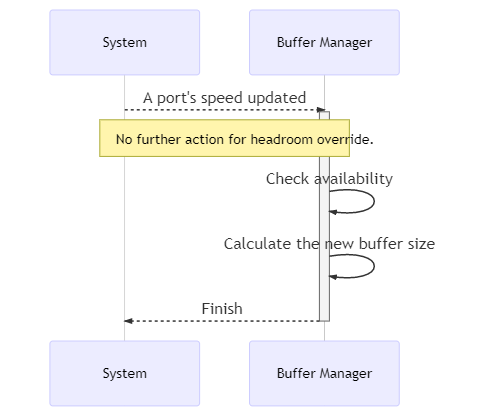 System
Buffer Manager
A port's speed updated
No further action for headroom override.
Check availability
Calculate the new buffer size
Finish
System
Buffer Manager